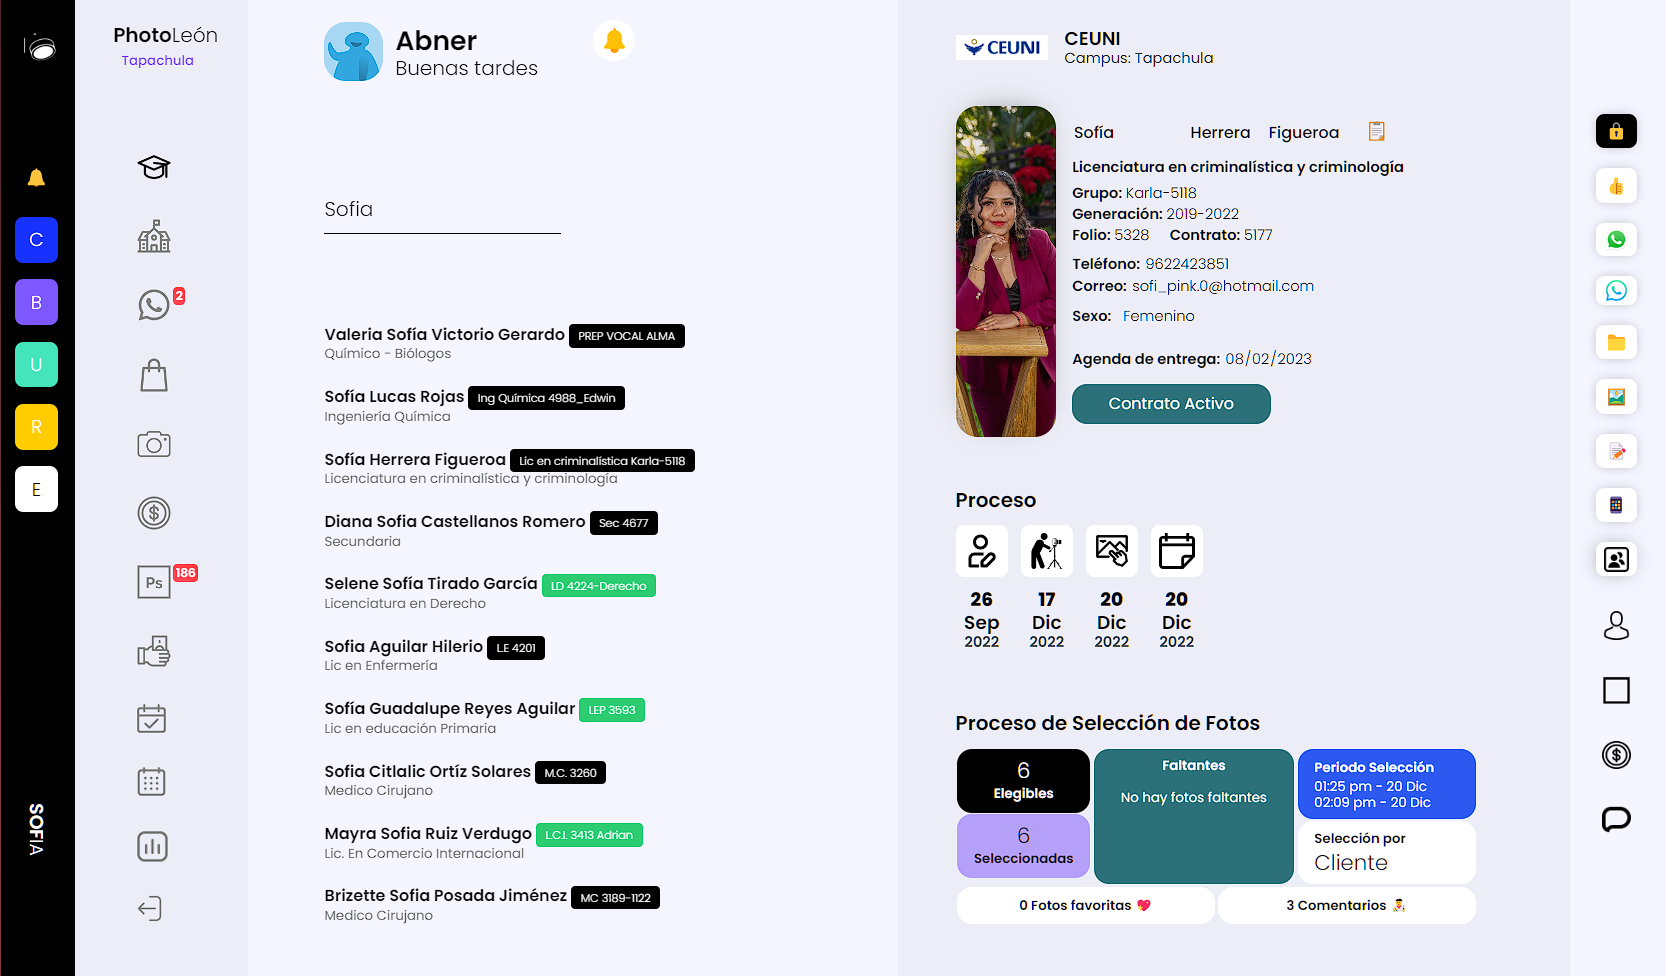 PhotoLeón
Tapachula
C
B
U
R
E
SOFIA
2
Ps
186
Abner
Buenas tardes
Sofia
Valeria Sofía Victorio Gerardo PREP VOCAL ALMA
Químico - Biólogos
Sofía Lucas Rojas Ing Química 4988_Edwin
Ingeniería Química
Sofía Herrera Figueroa Lic en criminalística Karla-5118
Licenciatura en criminalística y criminología
Diana Sofia Castellanos Romero Sec 4677
Secundaria
Selene Sofía Tirado García LD 4224-Derecho
Licenciatura en Derecho
Sofia Aguilar Hilerio L.E 4201
Lic en Enfermería
Sofía Guadalupe Reyes Aguilar LEP 3593
Lic en educación Primaria
Sofia Citlalic Ortíz Solares M.C. 3260
Medico Cirujano
Mayra Sofia Ruiz Verdugo L.C.I. 3413 Adrian
Lic. En Comercio Internacional
Brizette Sofia Posada Jiménez MC 3189-1122
Medico Cirujano
CEUNI
CEUNI
Campus: Tapachula
Sofía Herrera Figueroa
Licenciatura en criminalística y criminología
Grupo: Karla-5118
Generación: 2019-2022
Folio: 5328 Contrato: 5177
Teléfono: 9622423851
Correo: sofi_pink.0@hotmail.com
Sexo: Femenino
Agenda de entrega: 08/02/2023
Contrato Activo
Proceso
26 17 20 20
Sep Dic Dic Dic
2022 2022 2022 2022
Proceso de Selección de Fotos
6
Elegibles
6
Seleccionadas
Faltantes
No hay fotos faltantes
Periodo Selección
01:25 pm - 20 Dic
02:09 pm - 20 Dic
Selección por
Cliente
0 Fotos favoritas 💖
3 Comentarios